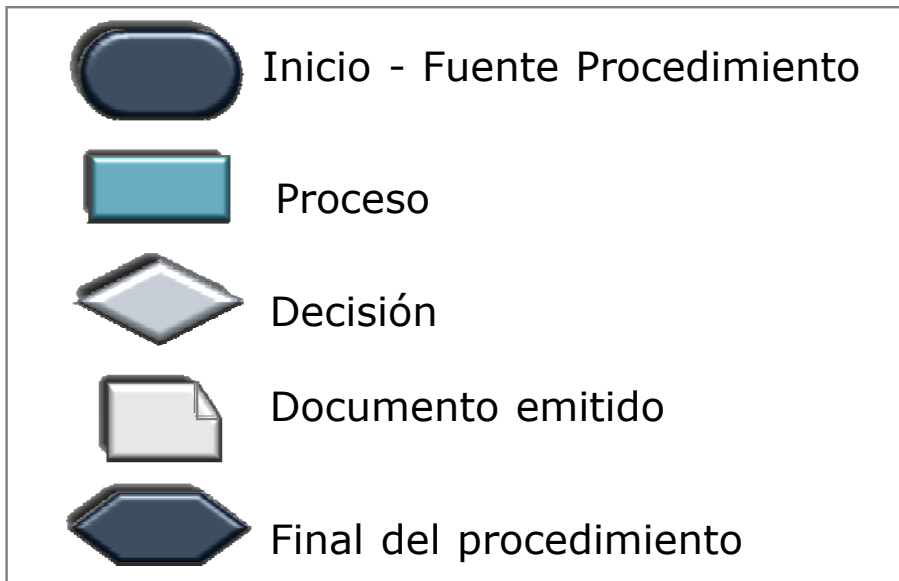 Inicio - Fuente Procedimiento
Proceso
Decisión
Documento emitido
Final del procedimiento